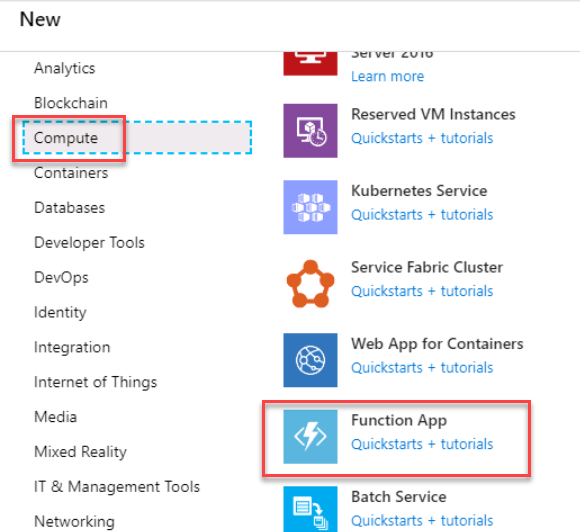 New
Analytics
Blockchain
Compute
Containers
Databases
Developer Tools
DevOps
Identity
Integration
Internet of Things
Media
Mixed Reality
IT & Management Tools
Networking
Server 2016
Learn more
Reserved VM Instances
Quickstarts + tutorials
Kubernetes Service
Quickstarts + tutorials
Service Fabric Cluster
Quickstarts + tutorials
Web App for Containers
Quickstarts + tutorials
Function App
Quickstarts + tutorials
Batch Service
Quickstarts + tutorials